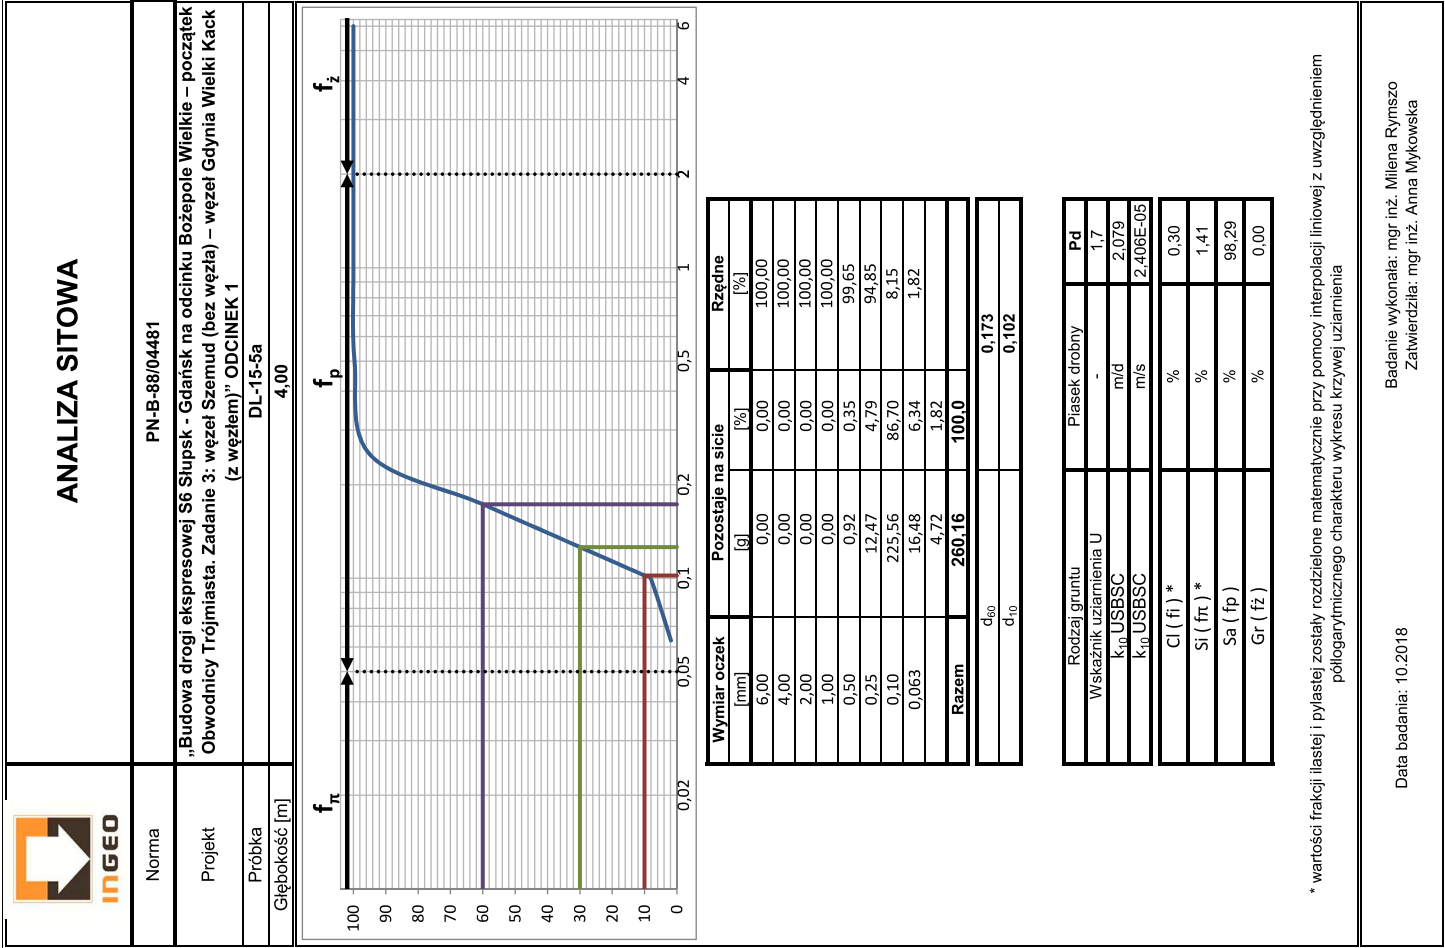 INGEO
ANALIZA SITOWA
Norma
PN-B-88/04481
Projekt
„Budowa drogi ekspresowej S6 Słupsk - Gdańsk na odcinku Bożepole Wielkie – początek
Obwodnicy Trójmiasta. Zadanie 3: węzeł Szemud (bez węzła) – węzeł Gdynia Wielki Kack
(z węzłem)” ODCINEK 1
Próbka
DL-15-5a
Głębokość [m]
4,00
fπ
fp
fż
100
90
80
70
60
50
40
30
20
10
0
0,02 0,05 0,1 0,2 0,5 1 2 4 6
Wymiar oczek Pozostaje na sicie Rzędne
[mm] [g] [%] [%]
6,00 0,00 0,00 100,00
4,00 0,00 0,00 100,00
2,00 0,00 0,00 100,00
1,00 0,00 0,00 100,00
0,50 0,92 0,35 99,65
0,25 12,47 4,79 94,85
0,10 225,56 86,70 8,15
0,063 16,48 6,34 1,82
4,72 1,82
Razem 260,16 100,0
d60 0,173
d10 0,102
Rodzaj gruntu Piasek drobny Pd
Wskaźnik uziarnienia U - 1,7
k10 USBSC m/d 2,079
k10 USBSC m/s 2,406E-05
Cl ( fi ) * % 0,30
Si ( fπ ) * % 1,41
Sa ( fp ) % 98,29
Gr ( fż ) % 0,00
* wartości frakcji ilastej i pylastej zostały rozdzielone matematycznie przy pomocy interpolacji liniowej z uwzględnieniem
półlogarytmicznego charakteru wykresu krzywej uziarnienia
Data badania: 10.2018
Badanie wykonała: mgr inż. Milena Rymszo
Zatwierdziła: mgr inż. Anna Mykowska